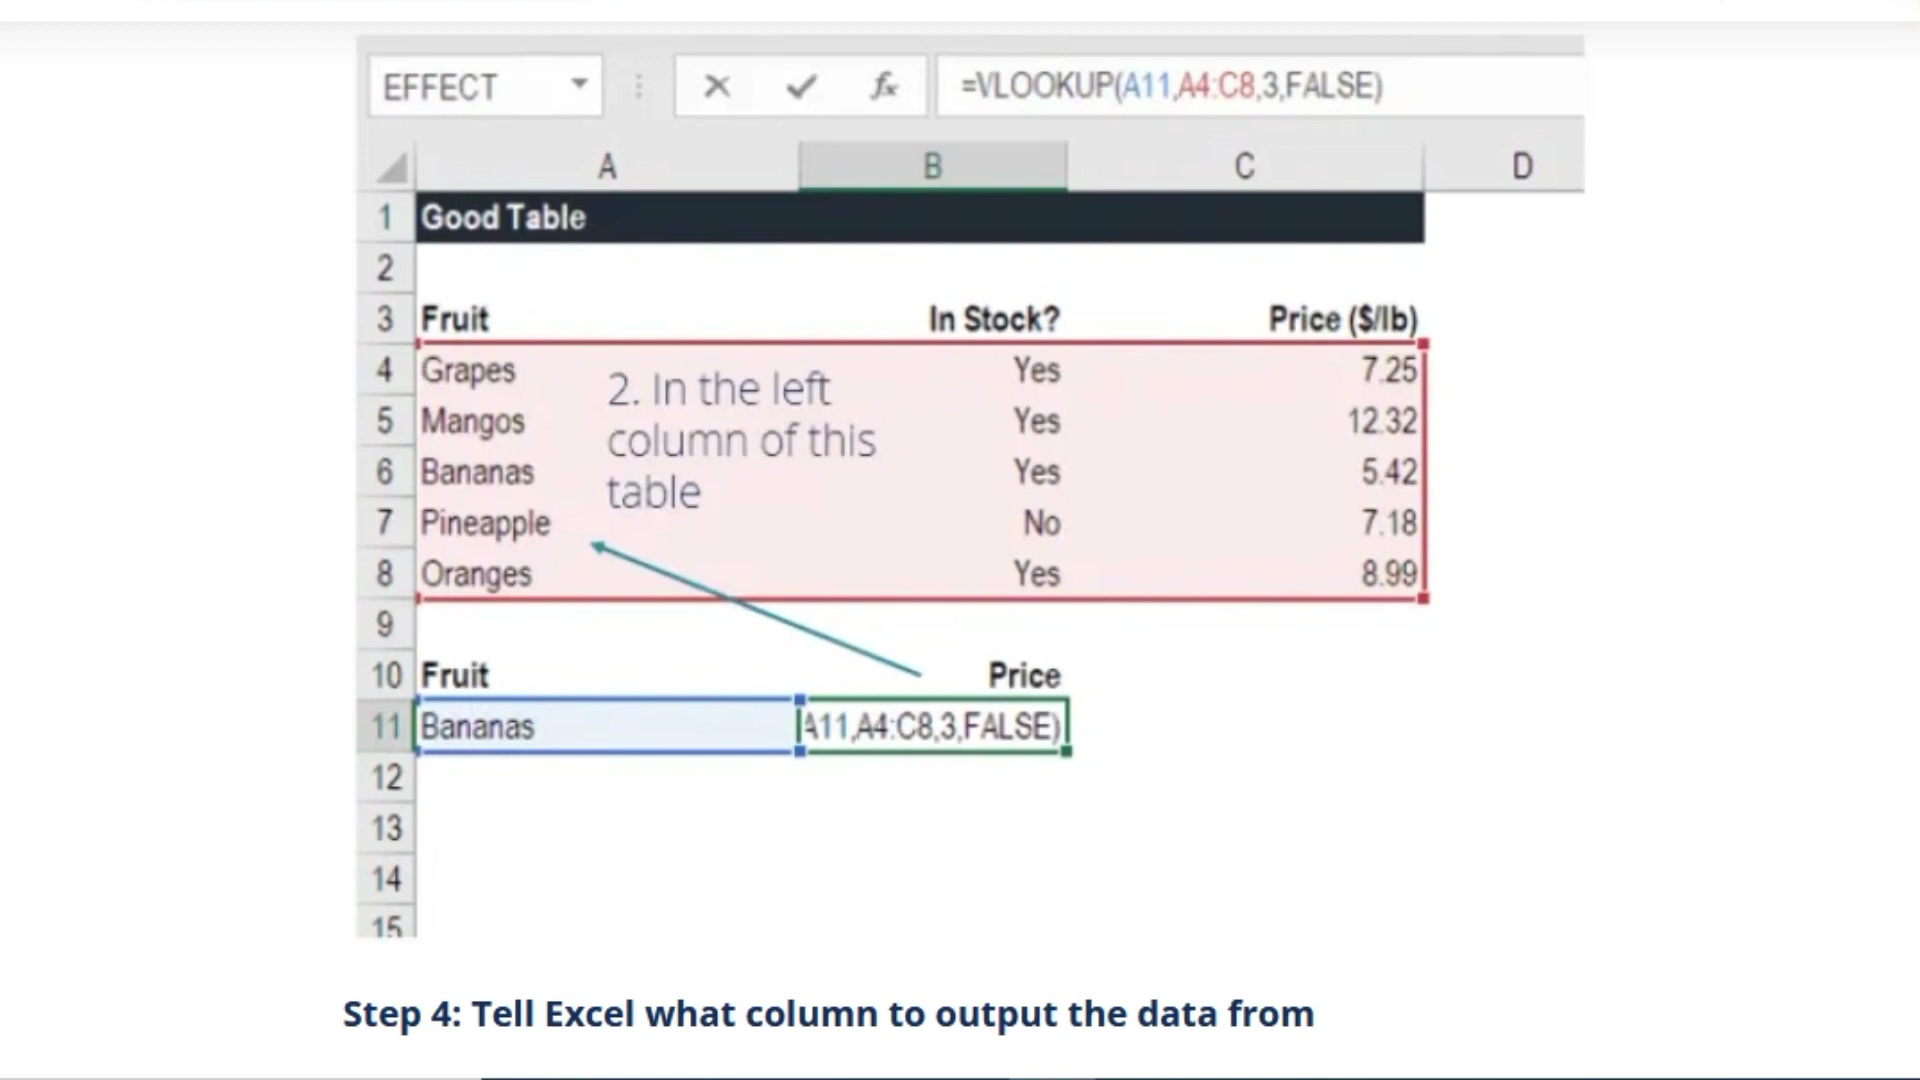 EFFECT fx =VLOOKUP(A11,A4:C8,3,FALSE)
A B C D
1 Good Table
2
3 Fruit In Stock? Price ($/lb)
4 Grapes Yes 7.25
5 Mangos Yes 12.32
6 Bananas Yes 5.42
7 Pineapple No 7.18
8 Oranges Yes 8.99
2. In the left
column of this
table
9
10 Fruit Price
11 Bananas A11,A4:C8,3,FALSE)
12
13
14
15
Step 4: Tell Excel what column to output the data from